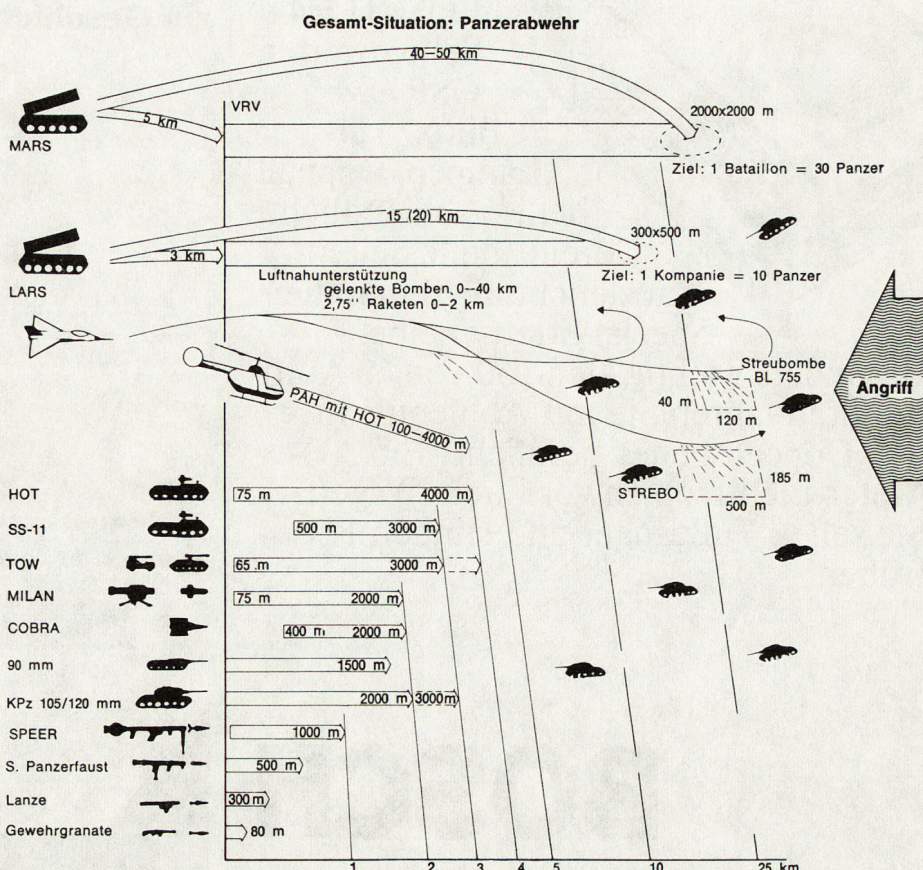 Gesamt-Situation: Panzerabwehr
40–50 km
VRV
2000x2000 m
5 km
MARS
Ziel: 1 Bataillon = 30 Panzer
15 (20) km
300x500 m
3 km
LARS
Luftnahunterstützung
Ziel: 1 Kompanie = 10 Panzer
gelenkte Bomben, 0--40 km
2,75'' Raketen 0–2 km
Streubombe
BL 755
Angriff
PAH mit HOT 100–4000 m
40 m
120 m
185 m
STREBO
500 m
HOT
75 m
4000 m
SS-11
500 m
3000 m
TOW
65 .m
3000 m
MILAN
75 m
2000 m
COBRA
400 m
2000 m
90 mm
1500 m
KPz 105/120 mm
2000 m
3000m
SPEER
1000 m
S. Panzerfaust
500 m
Lanze
300 m
Gewehrgranate
80 m
1 2 3 4 5 10 25 km